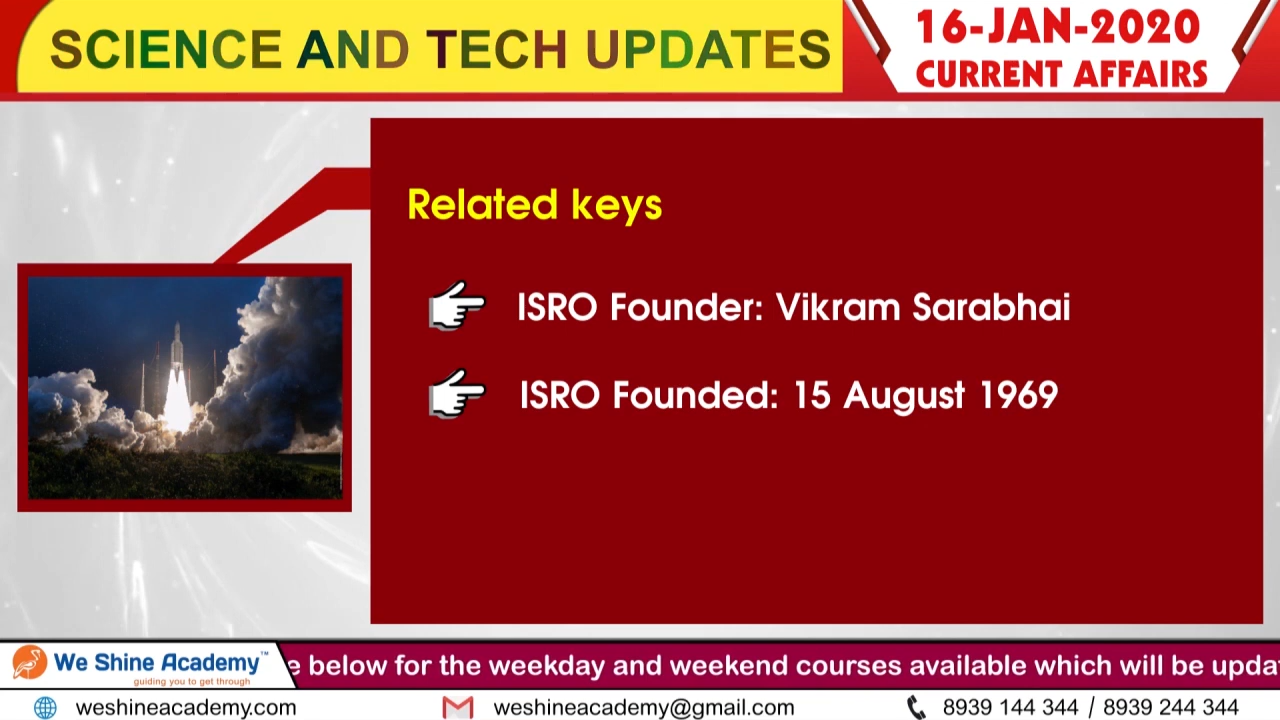 SCIENCE AND TECH UPDATES
16-JAN-2020
CURRENT AFFAIRS
Related keys
ISRO Founder: Vikram Sarabhai
ISRO Founded: 15 August 1969
We Shine Academy™
guiding you to get through
e below for the weekday and weekend courses available which will be upda
weshineacademy.com
weshineacademy@gmail.com
8939 144 344 / 8939 244 344